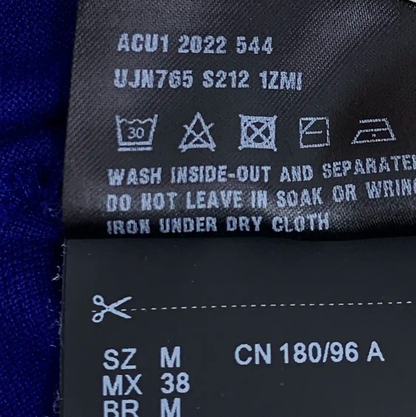 ACU1 2022 544
UJN765 S212 1ZMI
30
WASH INSIDE-OUT AND SEPARATE
DO NOT LEAVE IN SOAK OR WRIN
IRON UNDER DRY CLOTH
SZ M CN 180/96 A
MX 38
BR M